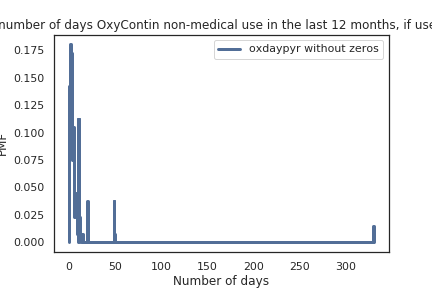 number of days OxyContin non-medical use in the last 12 months, if use
oxdaypyr without zeros
0.175
0.150
0.125
0.100
0.075
0.050
0.025
0.000
PMF
0 50 100 150 200 250 300
Number of days